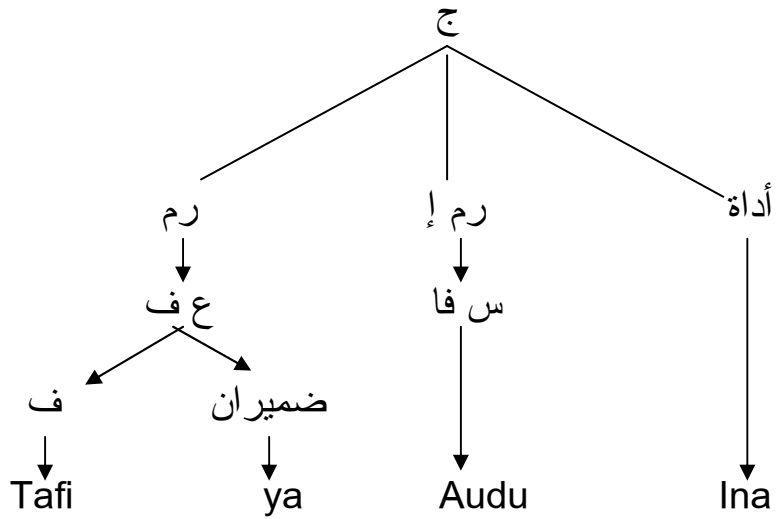 ج
أداة رم إ رم
س فا ع ف
ضميران ف
Ina Audu ya Tafi